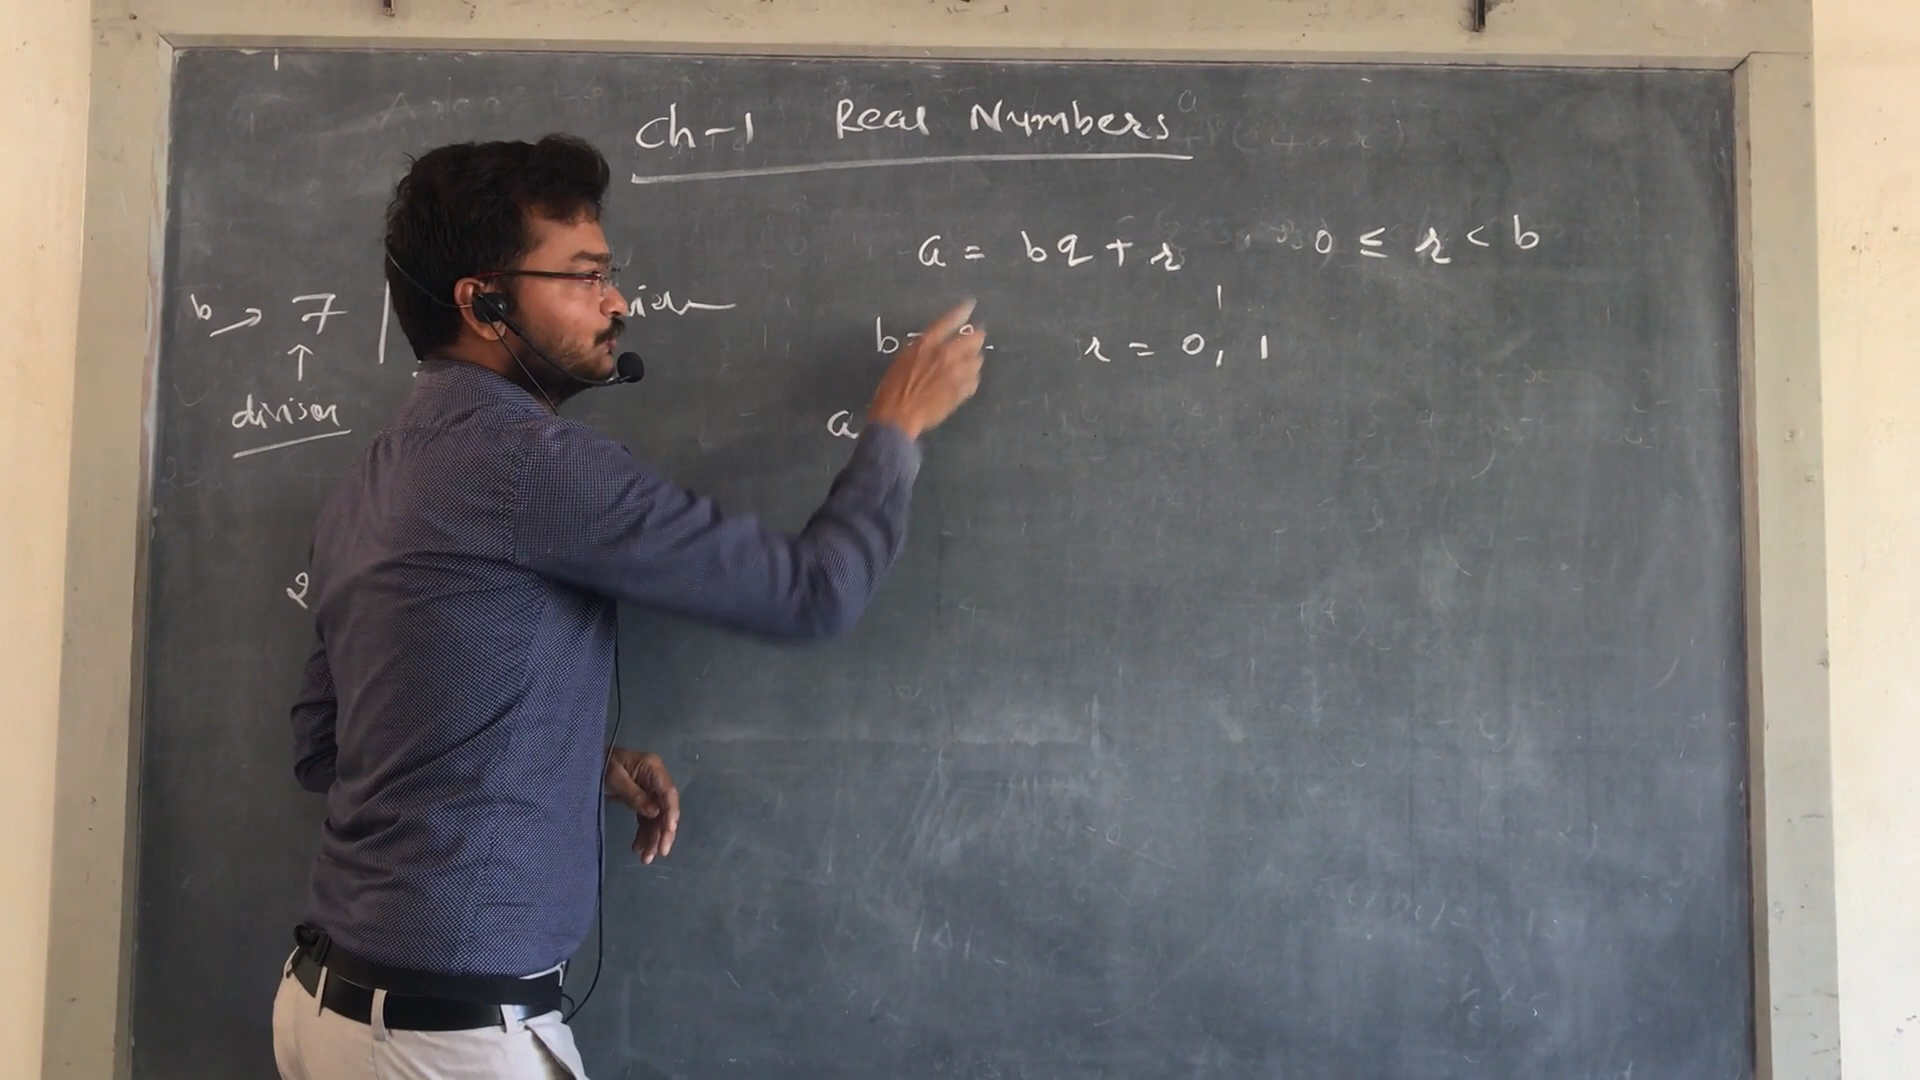 Ch-1 Real Numbers
a = bq + r , 0 ≤ r < b
b → 7
b = 2 r = 0, 1
divisor
a